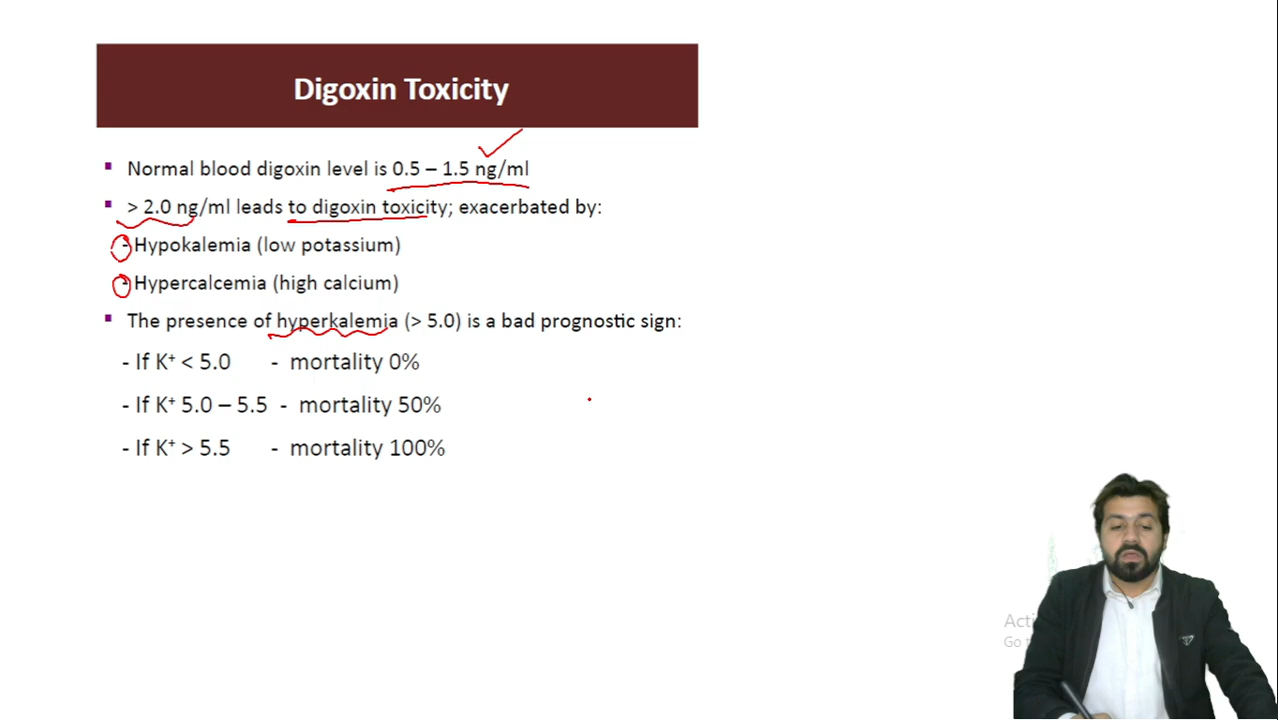 Digoxin Toxicity
▪ Normal blood digoxin level is 0.5 – 1.5 ng/ml
▪ > 2.0 ng/ml leads to digoxin toxicity; exacerbated by:
- Hypokalemia (low potassium)
- Hypercalcemia (high calcium)
▪ The presence of hyperkalemia (> 5.0) is a bad prognostic sign:
- If K⁺ < 5.0 - mortality 0%
- If K⁺ 5.0 – 5.5 - mortality 50%
- If K⁺ > 5.5 - mortality 100%
Acti
Go